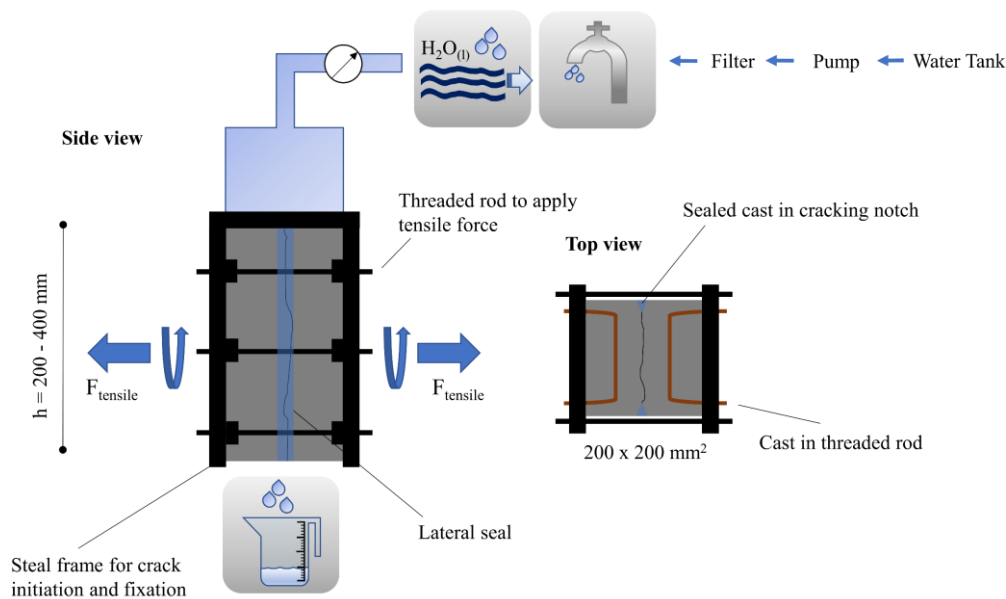 H₂O₍ₗ₎
Filter
Pump
Water Tank
Side view
Threaded rod to apply
tensile force
Sealed cast in cracking notch
Top view
h = 200 - 400 mm
F_tensile
F_tensile
200 x 200 mm²
Cast in threaded rod
Lateral seal
Steal frame for crack
initiation and fixation